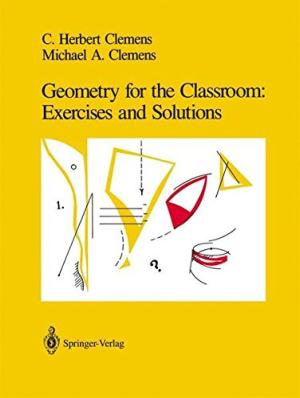 C. Herbert Clemens
Michael A. Clemens
Geometry for the Classroom:
Exercises and Solutions
1.
?
Springer-Verlag